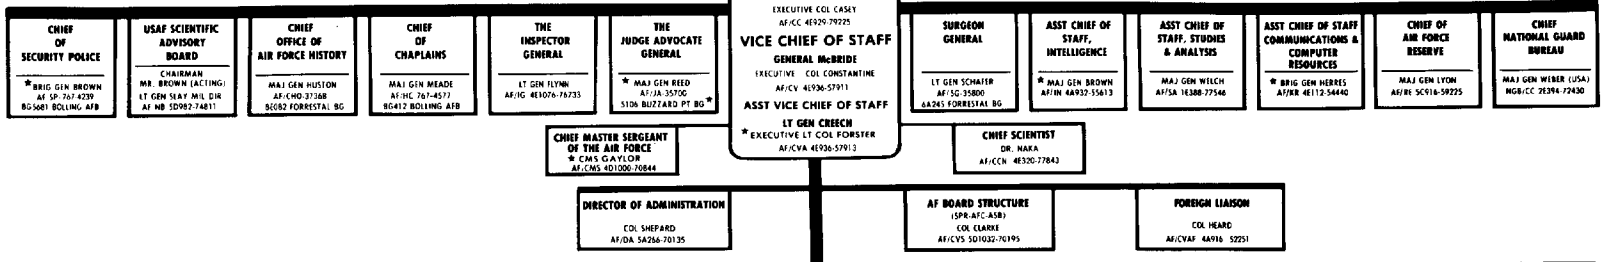 EXECUTIVE COL CASEY
AF/CC 4E929-79225
VICE CHIEF OF STAFF
GENERAL McBRIDE
EXECUTIVE COL CONSTANTINE
AF/CV 4E936-57911
ASST VICE CHIEF OF STAFF
LT GEN CREECH
★ EXECUTIVE LT COL FORSTER
AF/CVA 4E936-57913
CHIEF
OF
SECURITY POLICE
★ BRIG GEN BROWN
AF SP-767-4239
BG5681 BOLLING AFB
USAF SCIENTIFIC
ADVISORY
BOARD
CHAIRMAN
MR. BROWN (ACTING)
LT GEN SLAY MIL DIR
AF NB 5D982-74811
CHIEF
OFFICE OF
AIR FORCE HISTORY
MAJ GEN HUSTON
AF/CHO-37368
8E082 FORRESTAL BG
CHIEF
OF
CHAPLAINS
MAJ GEN MEADE
AF/HC 767-4577
BG412 BOLLING AFB
THE
INSPECTOR
GENERAL
LT GEN FLYNN
AF/IG 4E1076-76733
THE
JUDGE ADVOCATE
GENERAL
★ MAJ GEN REED
AF/JA-35700
5106 BUZZARD PT BG ★
SURGEON
GENERAL
LT GEN SCHAFER
AF/SG-35800
6A245 FORRESTAL BG
ASST CHIEF OF
STAFF,
INTELLIGENCE
★ MAJ GEN BROWN
AF/IN 4A932-55613
ASST CHIEF OF
STAFF, STUDIES
& ANALYSIS
MAJ GEN WELCH
AF/SA 1E388-77546
ASST CHIEF OF STAFF
COMMUNICATIONS &
COMPUTER
RESOURCES
★ BRIG GEN HERRES
AF/KR 4E112-54440
CHIEF OF
AIR FORCE
RESERVE
MAJ GEN LYON
AF/RE 5C916-59225
CHIEF
NATIONAL GUARD
BUREAU
MAJ GEN WEBER (USA)
NGB/CC 2E394-72430
CHIEF MASTER SERGEANT
OF THE AIR FORCE
★ CMS GAYLOR
AF/CMS 4D1000-70844
CHIEF SCIENTIST
DR. NAKA
AF/CCN 4E320-77843
DIRECTOR OF ADMINISTRATION
COL SHEPARD
AF/DA 5A266-70135
AF BOARD STRUCTURE
(SPR-AFC-ASB)
COL CLARKE
AF/CVS 5D1032-70195
FOREIGN LIAISON
COL HEARD
AF/CVAF 4A916 52251